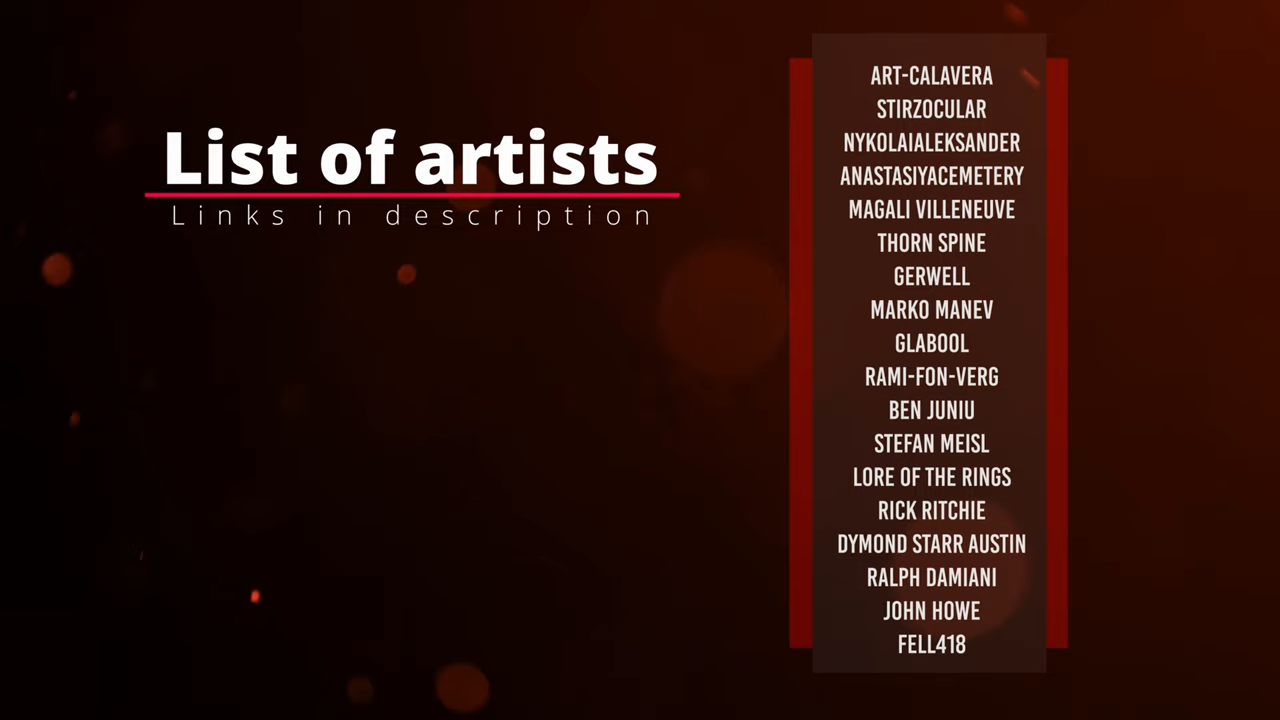 List of artists
Links in description
ART-CALAVERA
STIRZOCULAR
NYKOLAIALEKSANDER
ANASTASIYACEMETERY
MAGALI VILLENEUVE
THORN SPINE
GERWELL
MARKO MANEV
GLABOOL
RAMI-FON-VERG
BEN JUNIU
STEFAN MEISL
LORE OF THE RINGS
RICK RITCHIE
DYMOND STARR AUSTIN
RALPH DAMIANI
JOHN HOWE
FELL418